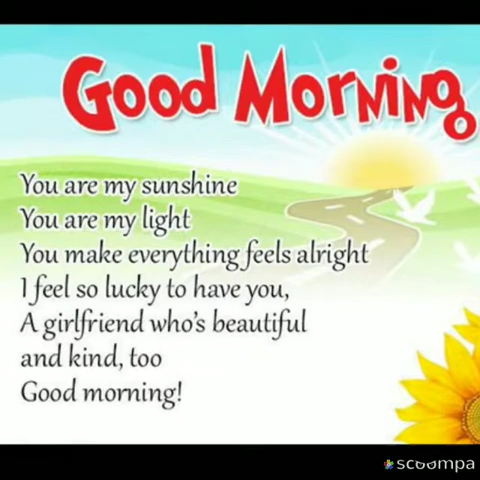 Good Morning
You are my sunshine
You are my light
You make everything feels alright
I feel so lucky to have you,
A girlfriend who's beautiful
and kind, too
Good morning!
scoompa